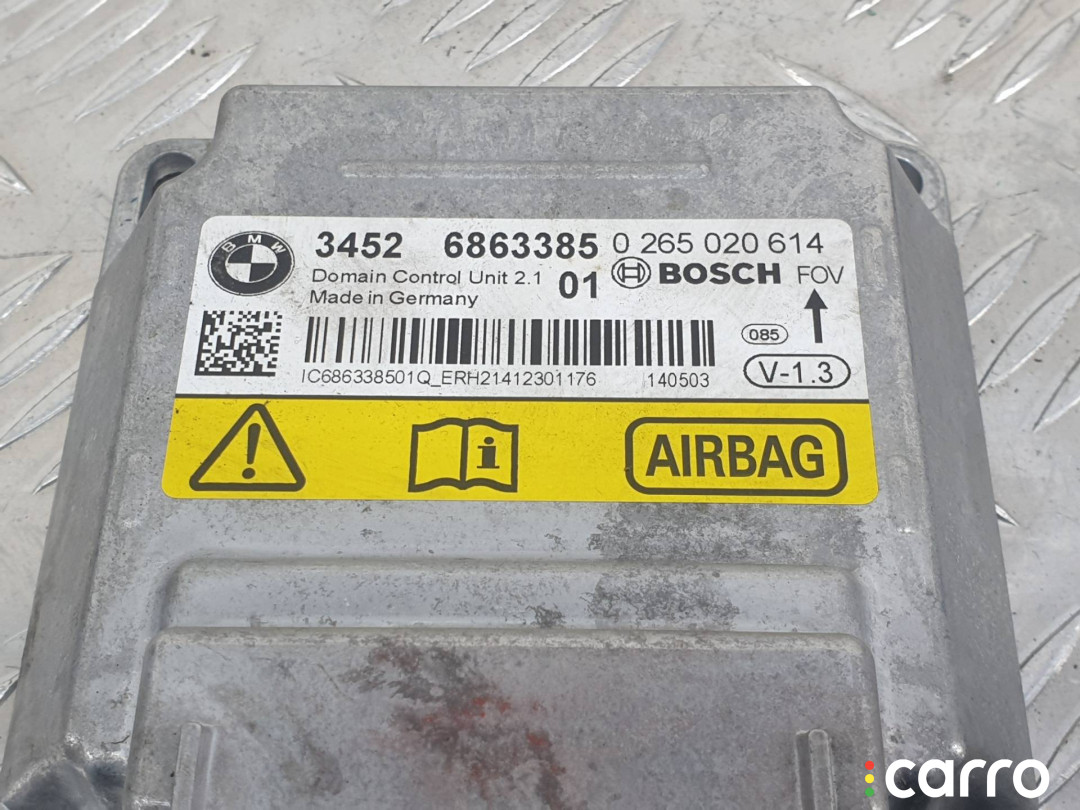 BMW
3452 6863385 0 265 020 614
Domain Control Unit 2.1 01 BOSCH FOV
Made in Germany
085
IC686338501Q_ERH21412301176 140503
V-1.3
i
AIRBAG
carro